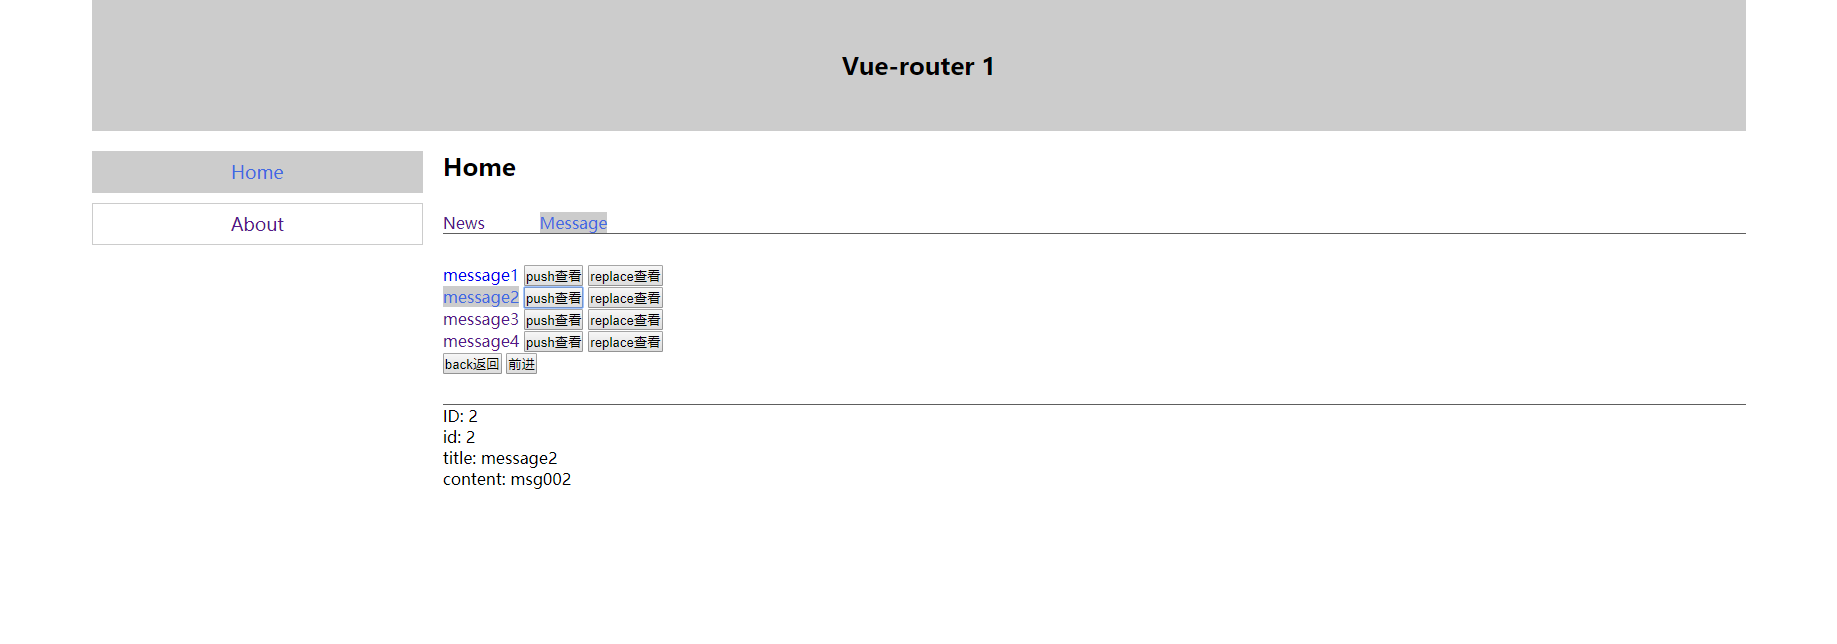 Vue-router 1
Home
About
Home
News Message
message1 push查看 replace查看
message2 push查看 replace查看
message3 push查看 replace查看
message4 push查看 replace查看
back返回 前进
ID: 2
id: 2
title: message2
content: msg002